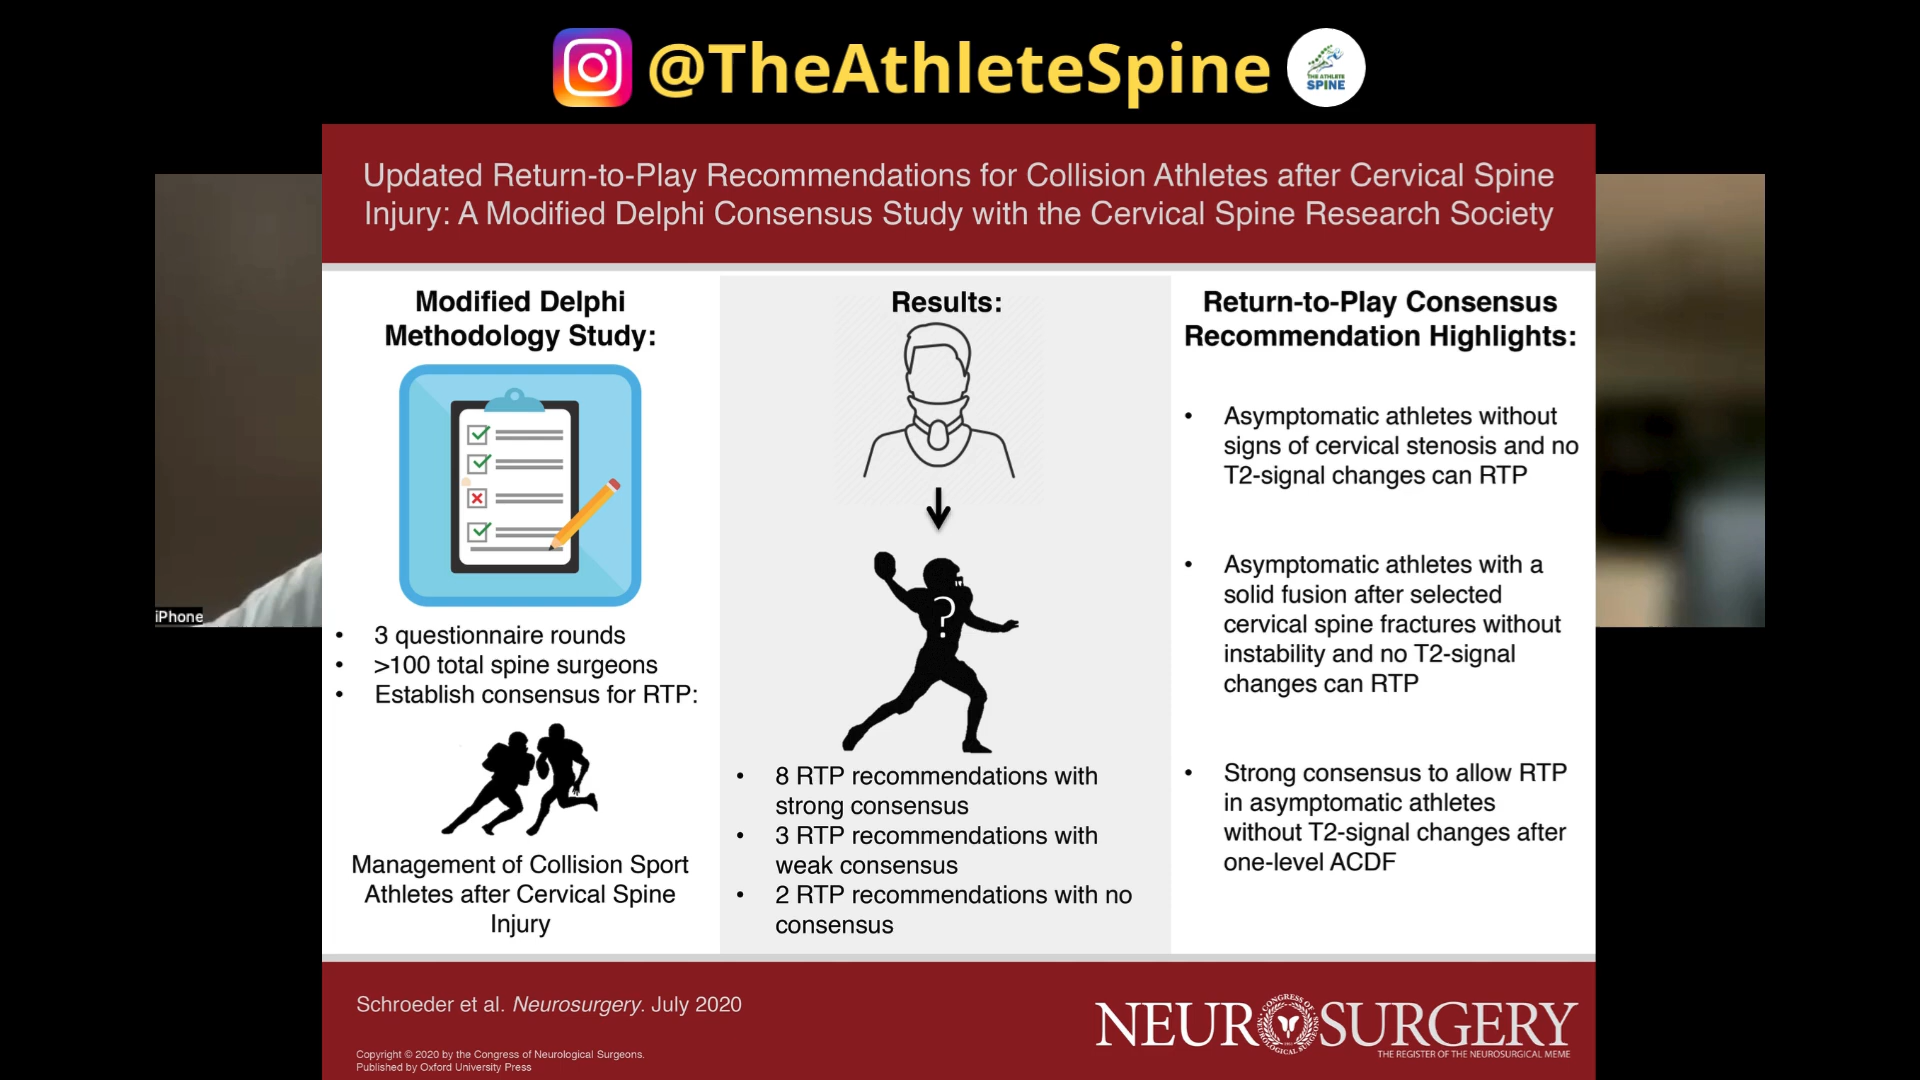 @TheAthleteSpine
THE ATHLETE
SPINE
Updated Return-to-Play Recommendations for Collision Athletes after Cervical Spine
Injury: A Modified Delphi Consensus Study with the Cervical Spine Research Society
iPhone
Modified Delphi
Methodology Study:
• 3 questionnaire rounds
• >100 total spine surgeons
• Establish consensus for RTP:
Management of Collision Sport
Athletes after Cervical Spine
Injury
Results:
?
• 8 RTP recommendations with
strong consensus
• 3 RTP recommendations with
weak consensus
• 2 RTP recommendations with no
consensus
Return-to-Play Consensus
Recommendation Highlights:
• Asymptomatic athletes without
signs of cervical stenosis and no
T2-signal changes can RTP
• Asymptomatic athletes with a
solid fusion after selected
cervical spine fractures without
instability and no T2-signal
changes can RTP
• Strong consensus to allow RTP
in asymptomatic athletes
without T2-signal changes after
one-level ACDF
Schroeder et al. Neurosurgery. July 2020
Copyright © 2020 by the Congress of Neurological Surgeons.
Published by Oxford University Press
NEUROSURGERY
CONGRESS OF
NEUROLOGICAL SURGEONS
THE REGISTER OF THE NEUROSURGICAL MEME